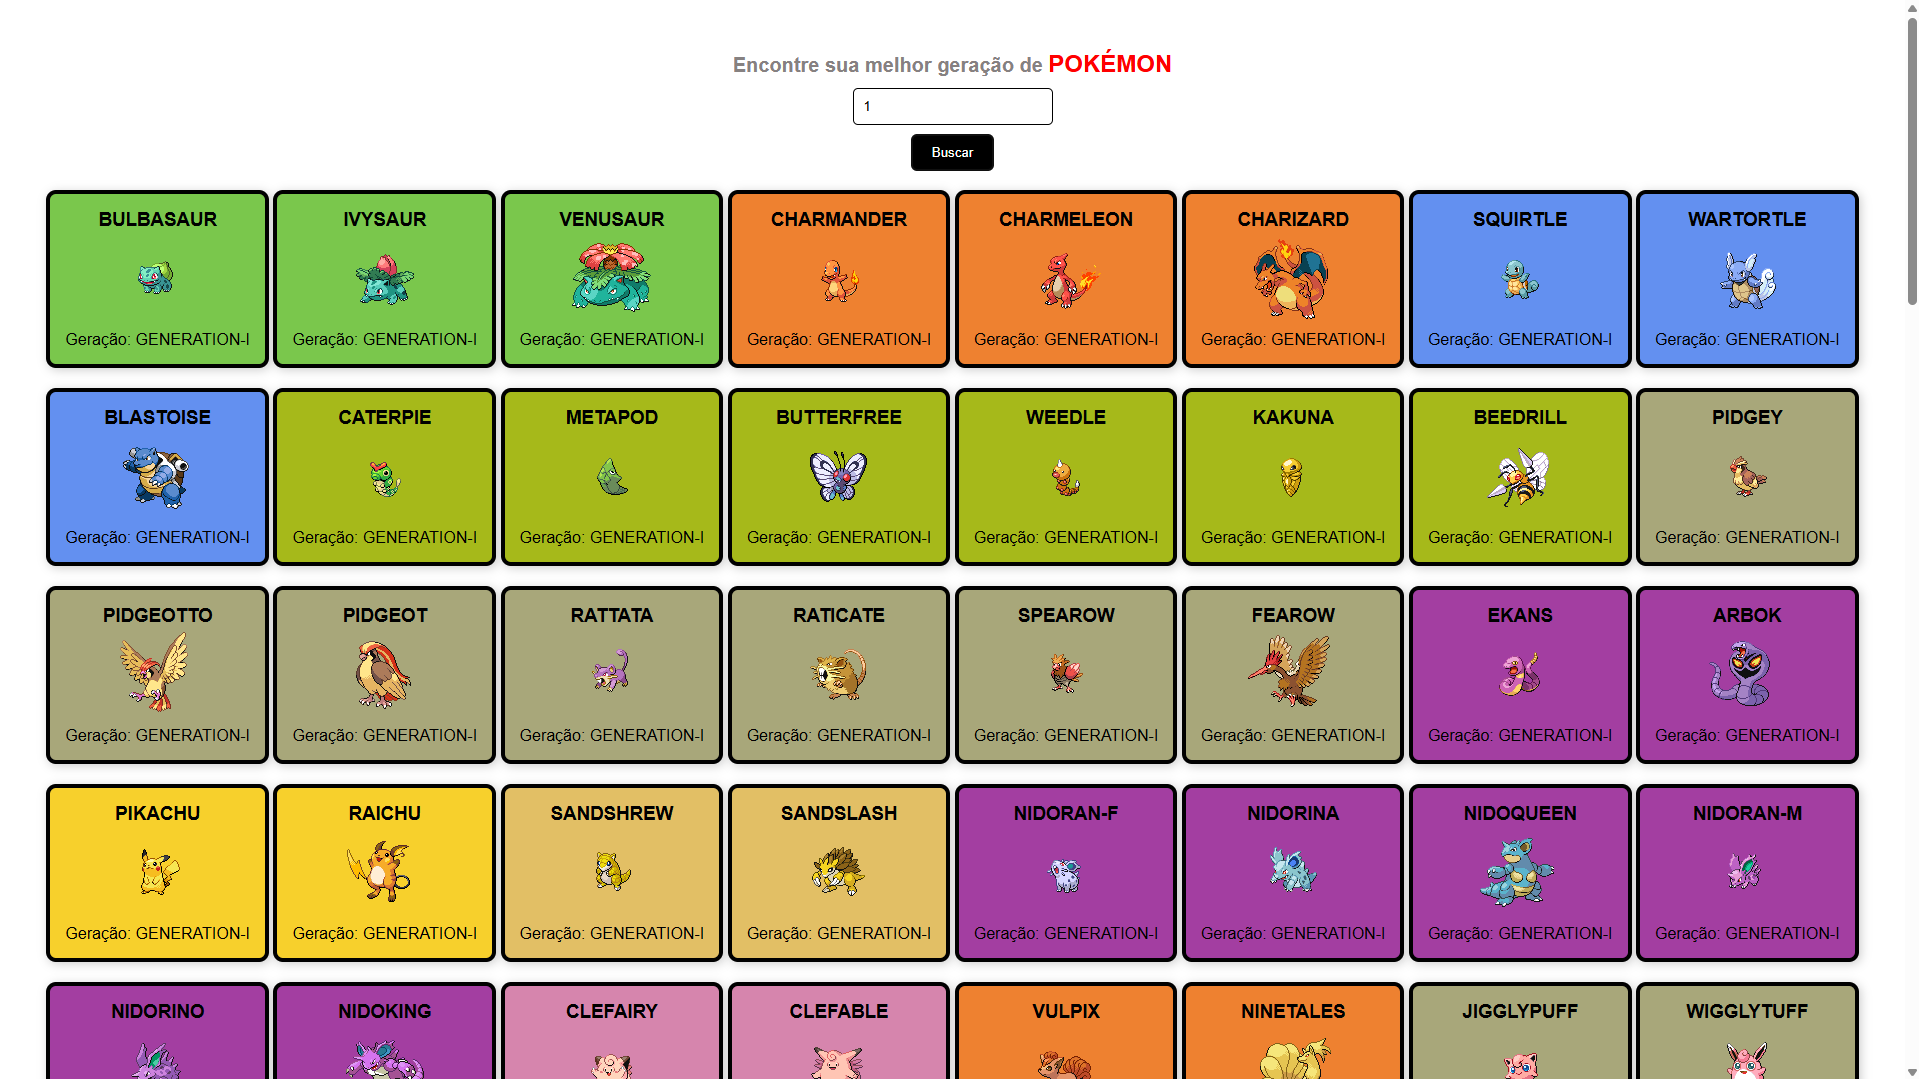 Encontre sua melhor geração de POKÉMON
1
Buscar
BULBASAUR IVYSAUR VENUSAUR CHARMANDER CHARMELEON CHARIZARD SQUIRTLE WARTORTLE
Geração: GENERATION-I Geração: GENERATION-I Geração: GENERATION-I Geração: GENERATION-I Geração: GENERATION-I Geração: GENERATION-I Geração: GENERATION-I Geração: GENERATION-I
BLASTOISE CATERPIE METAPOD BUTTERFREE WEEDLE KAKUNA BEEDRILL PIDGEY
Geração: GENERATION-I Geração: GENERATION-I Geração: GENERATION-I Geração: GENERATION-I Geração: GENERATION-I Geração: GENERATION-I Geração: GENERATION-I Geração: GENERATION-I
PIDGEOTTO PIDGEOT RATTATA RATICATE SPEAROW FEAROW EKANS ARBOK
Geração: GENERATION-I Geração: GENERATION-I Geração: GENERATION-I Geração: GENERATION-I Geração: GENERATION-I Geração: GENERATION-I Geração: GENERATION-I Geração: GENERATION-I
PIKACHU RAICHU SANDSHREW SANDSLASH NIDORAN-F NIDORINA NIDOQUEEN NIDORAN-M
Geração: GENERATION-I Geração: GENERATION-I Geração: GENERATION-I Geração: GENERATION-I Geração: GENERATION-I Geração: GENERATION-I Geração: GENERATION-I Geração: GENERATION-I
NIDORINO NIDOKING CLEFAIRY CLEFABLE VULPIX NINETALES JIGGLYPUFF WIGGLYTUFF